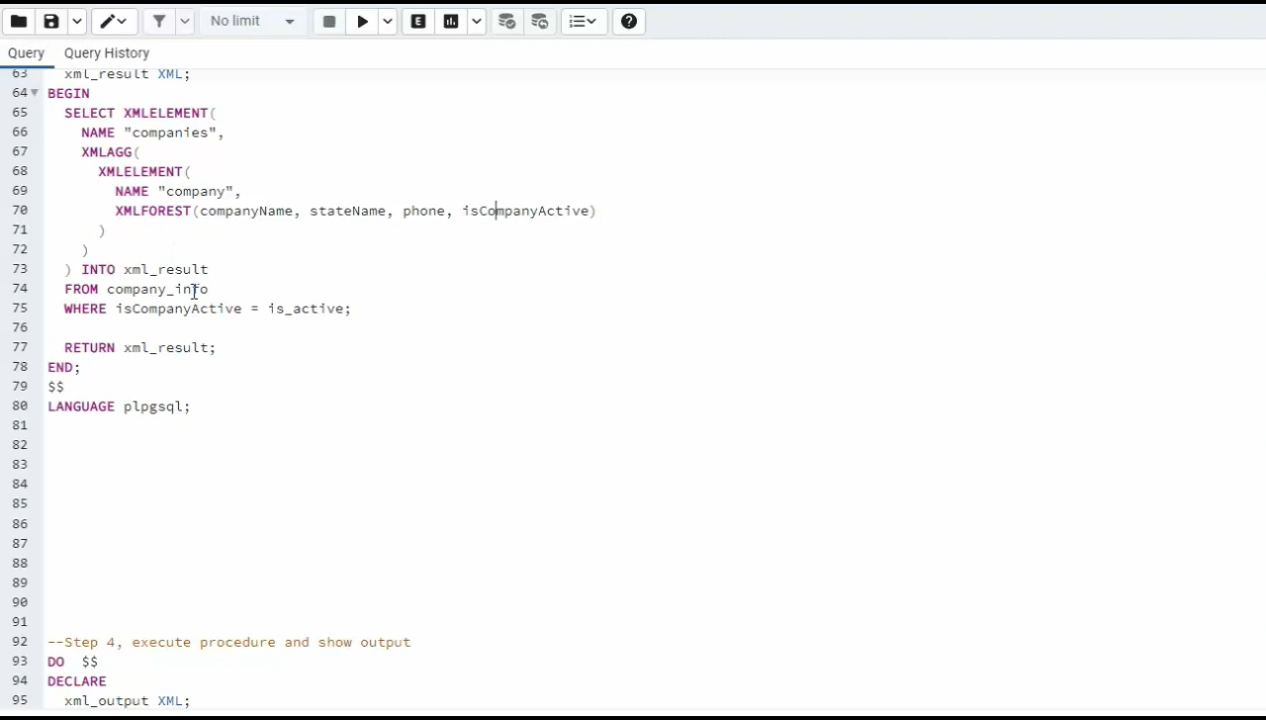 No limit
E
Query Query History
63 xml_result XML;
64 BEGIN
65 SELECT XMLELEMENT(
66 NAME "companies",
67 XMLAGG(
68 XMLELEMENT(
69 NAME "company",
70 XMLFOREST(companyName, stateName, phone, isCompanyActive)
71 )
72 )
73 ) INTO xml_result
74 FROM company_info
75 WHERE isCompanyActive = is_active;
76
77 RETURN xml_result;
78 END;
79 $$
80 LANGUAGE plpgsql;
81
82
83
84
85
86
87
88
89
90
91
92 --Step 4, execute procedure and show output
93 DO $$
94 DECLARE
95 xml_output XML;